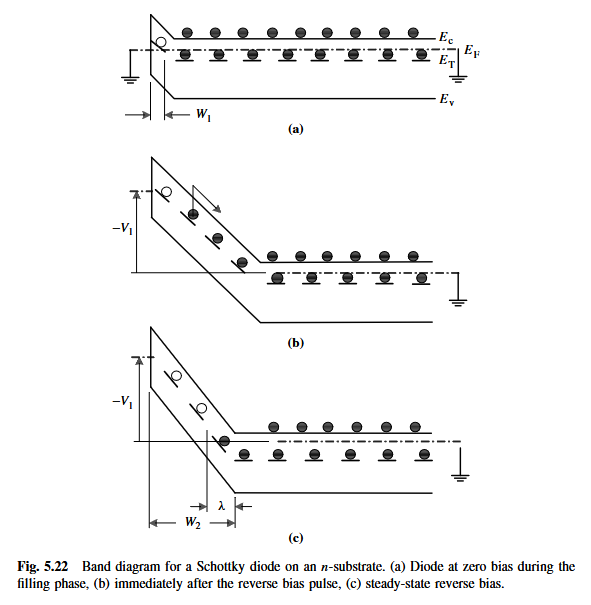 E_c
E_F
E_T
E_v
W_1
(a)
–V_1
(b)
–V_1
λ
W_2
(c)
Fig. 5.22 Band diagram for a Schottky diode on an n-substrate. (a) Diode at zero bias during the
filling phase, (b) immediately after the reverse bias pulse, (c) steady-state reverse bias.